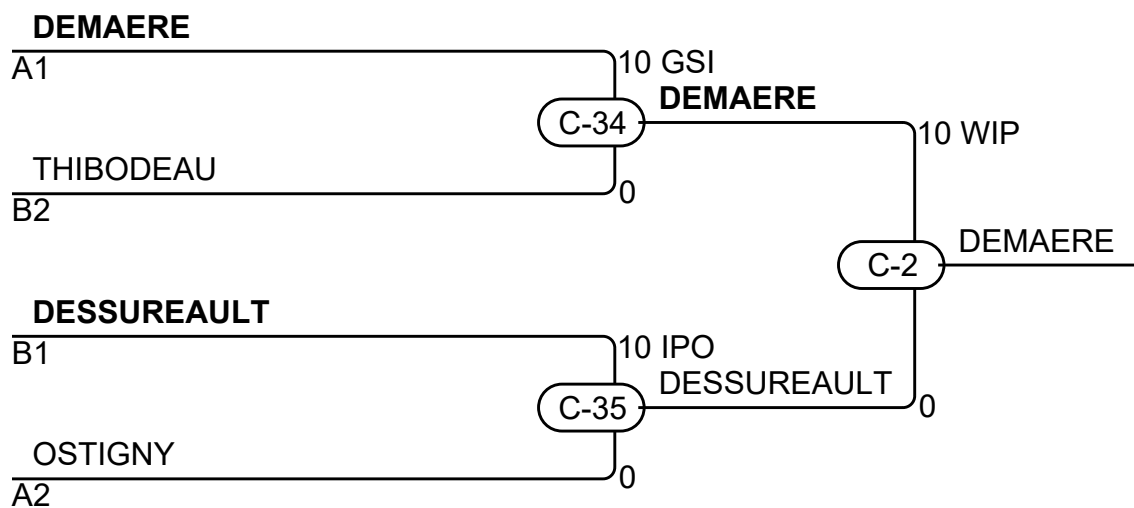 DEMAERE
A1
10 GSI
DEMAERE
C-34
10 WIP
THIBODEAU
B2
0
DEMAERE
C-2
DESSUREAULT
B1
10 IPO
DESSUREAULT
C-35
0
OSTIGNY
A2
0